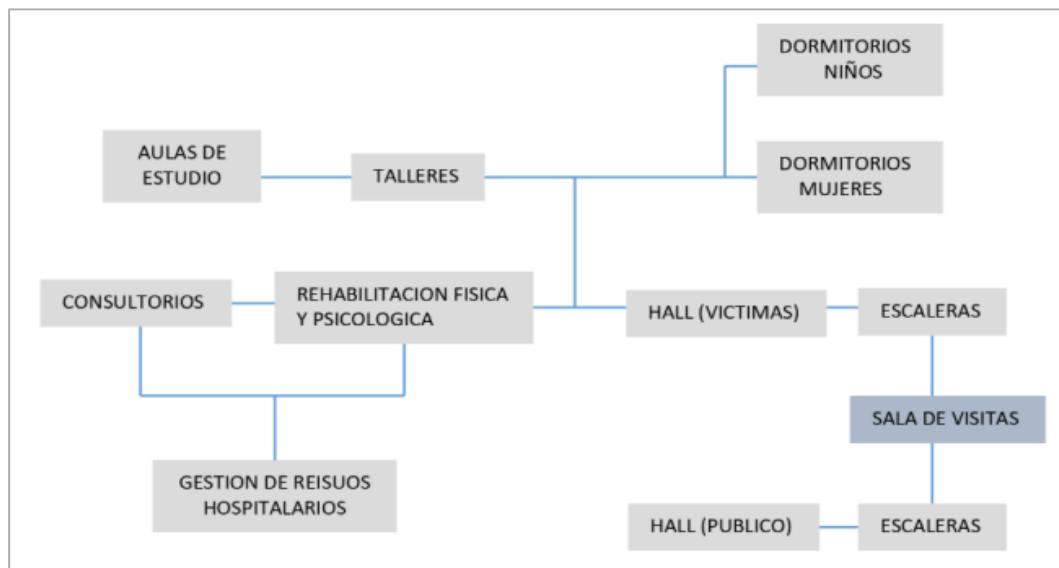 DORMITORIOS
NIÑOS
AULAS DE
ESTUDIO
TALLERES
DORMITORIOS
MUJERES
CONSULTORIOS
REHABILITACION FISICA
Y PSICOLOGICA
HALL (VICTIMAS)
ESCALERAS
SALA DE VISITAS
GESTION DE REISUOS
HOSPITALARIOS
HALL (PUBLICO)
ESCALERAS